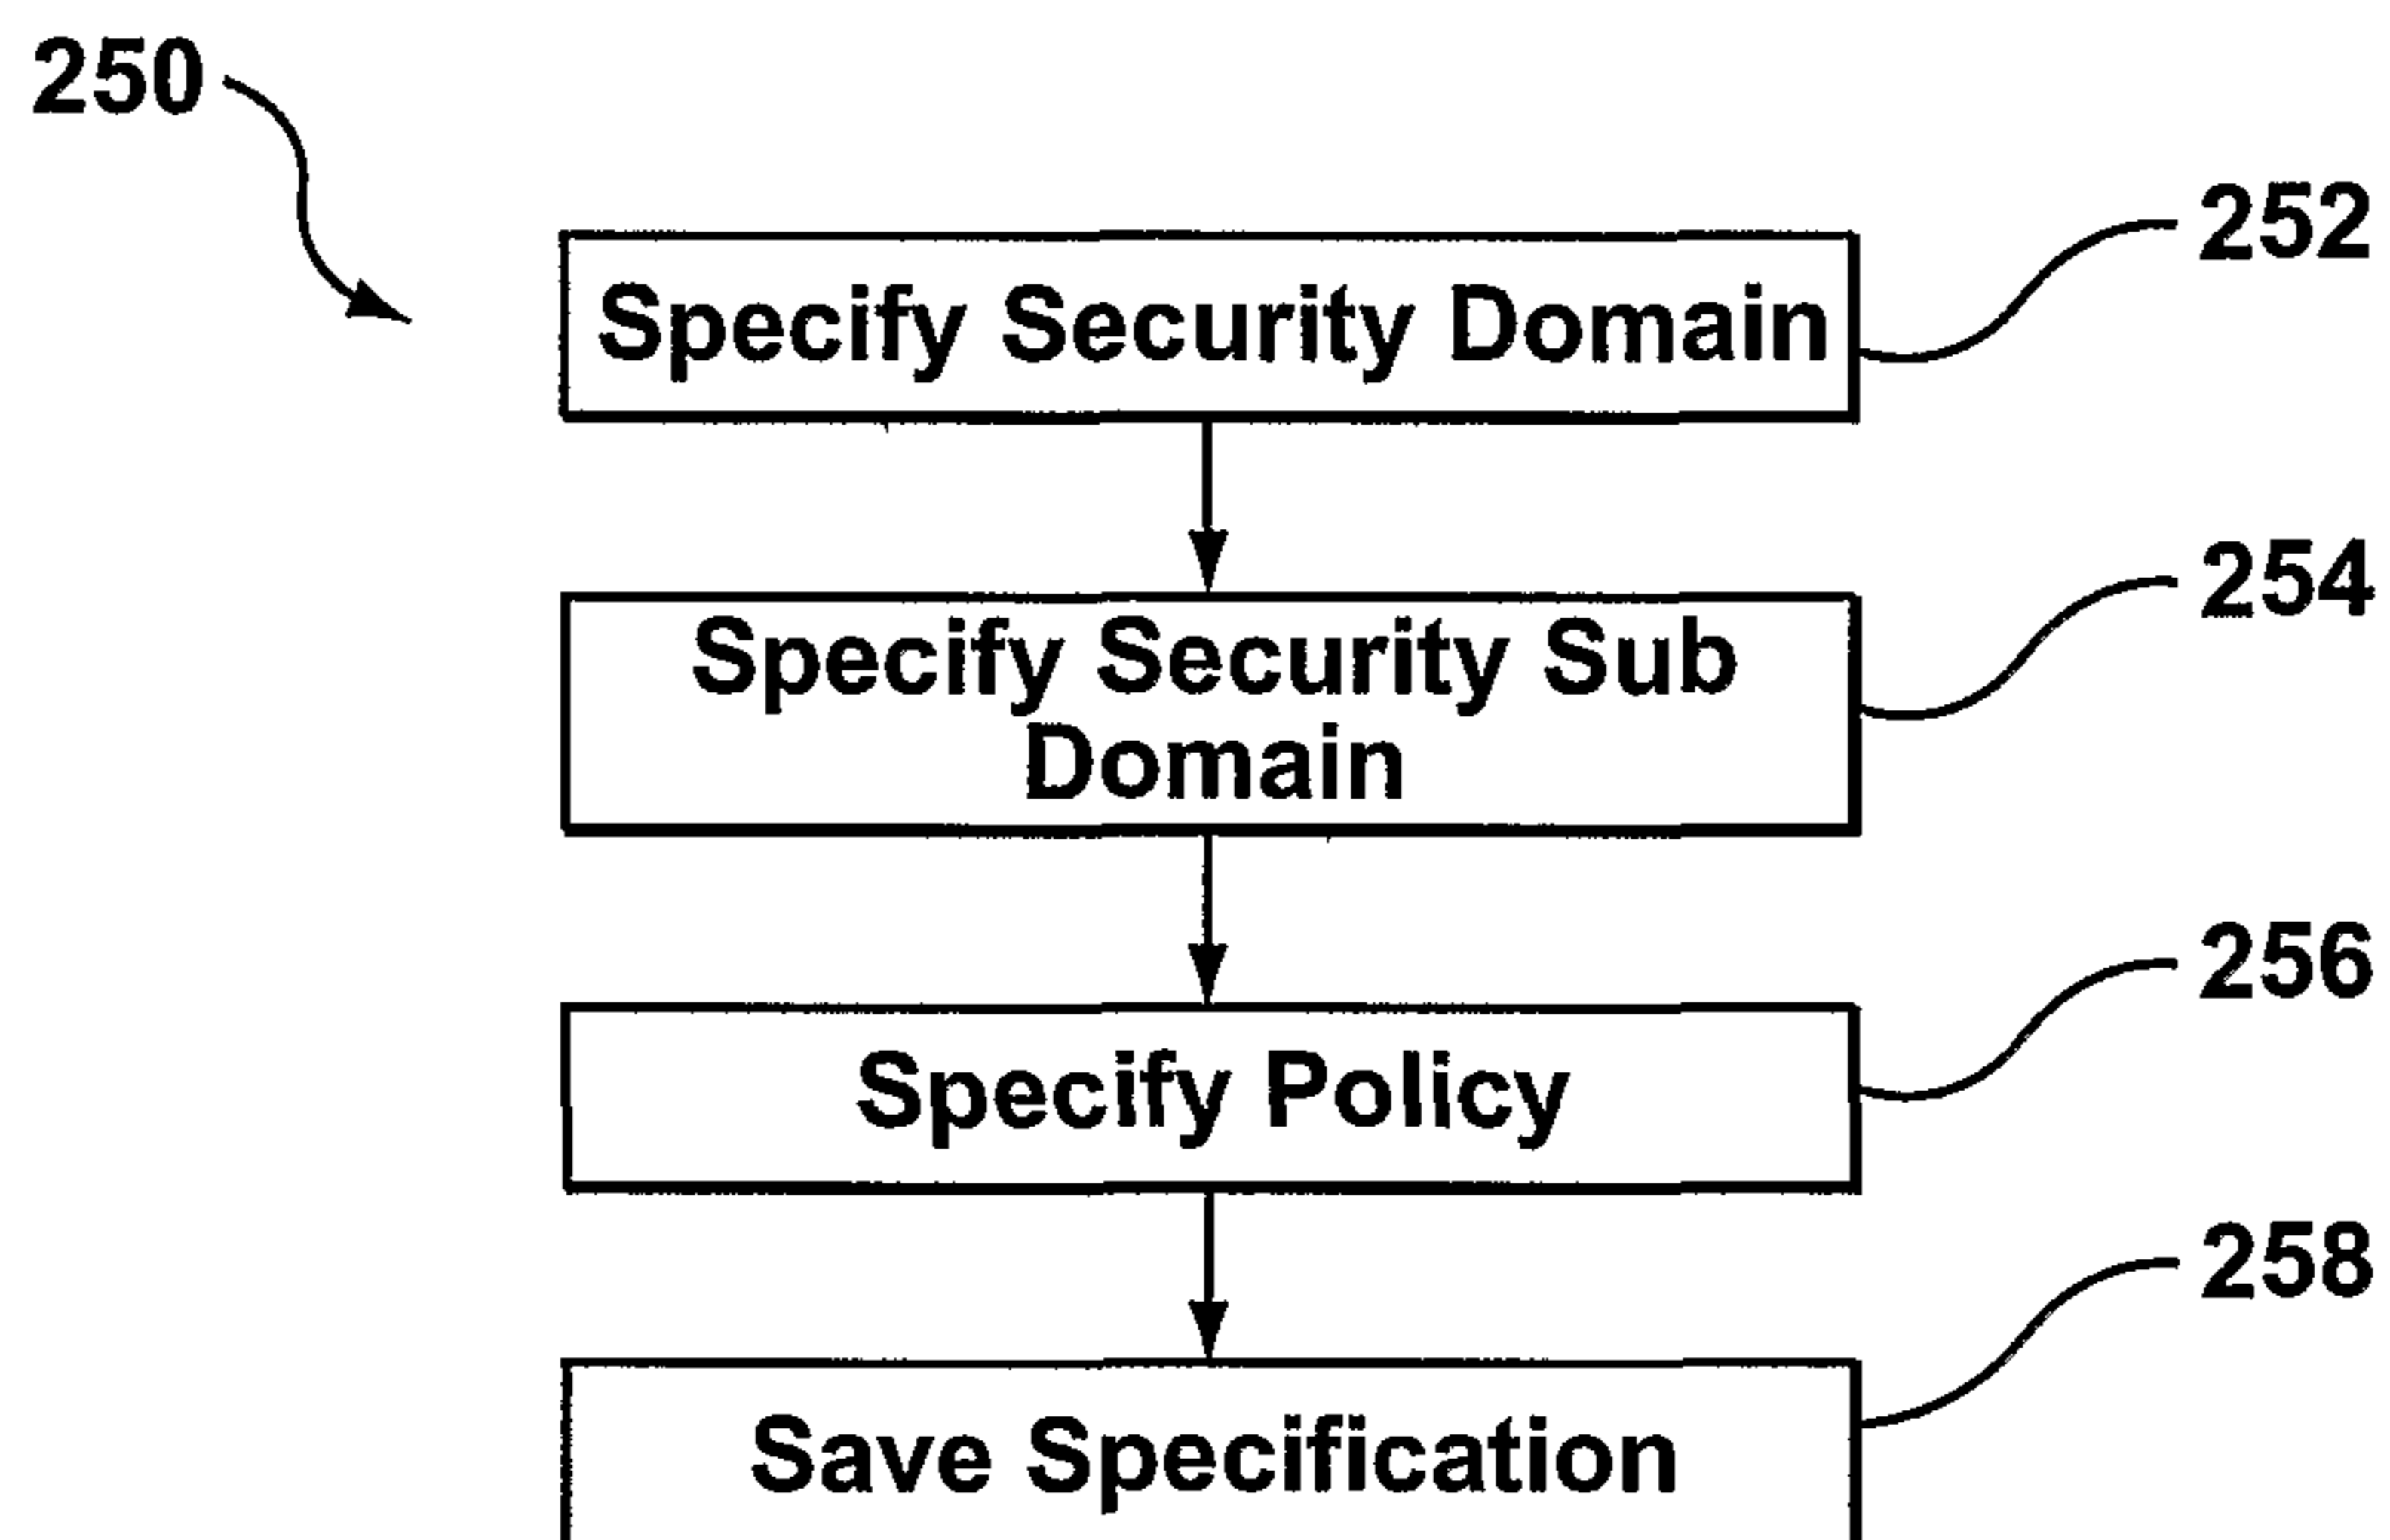 250
252
Specify Security Domain
254
Specify Security Sub
Domain
256
Specify Policy
258
Save Specification